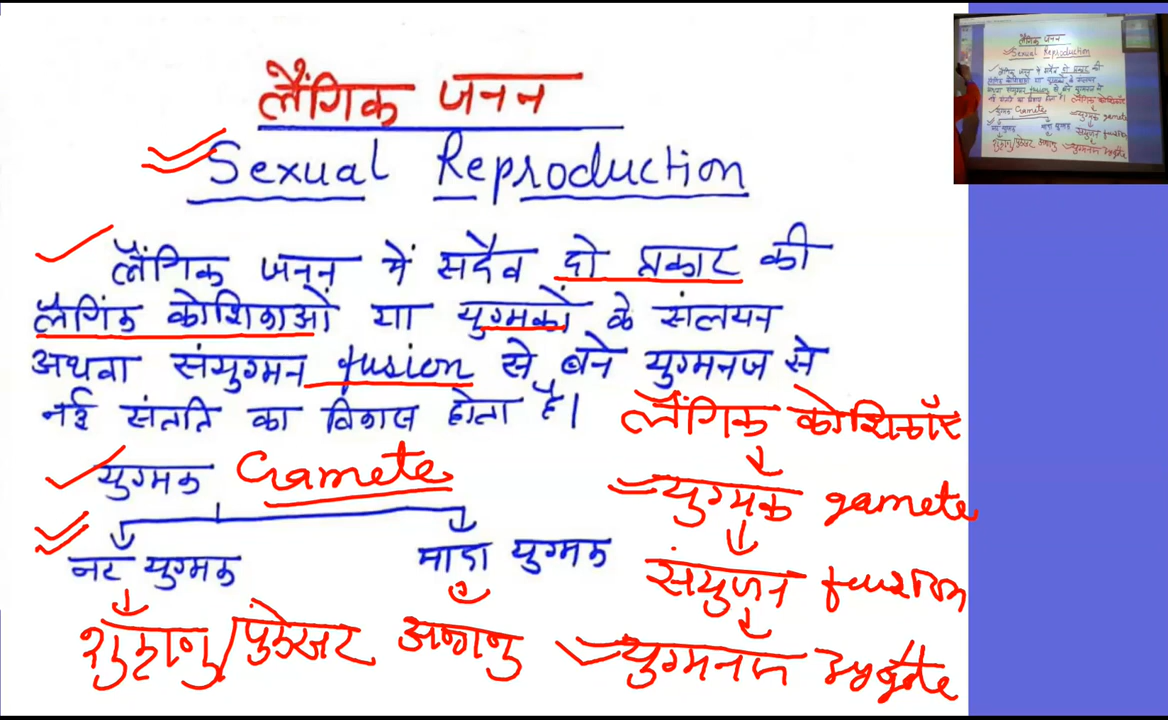 लैंगिक जनन
Sexual Reproduction
लैंगिक जनन में सदैव दो प्रकार की
लैगिंक कोशिकाओं या युग्मकों के संलयन
अथवा संयुग्मन fusion से बने युग्मनज से
नई संतति का विकास होता है।
युग्मक Gamete
नर युग्मक मादा युग्मक
शुक्राणु/पुंकेसर अण्डाणु
लैंगिक कोशिकाएँ
युग्मक gamete
संयुजन fusion
युग्मनज zygote